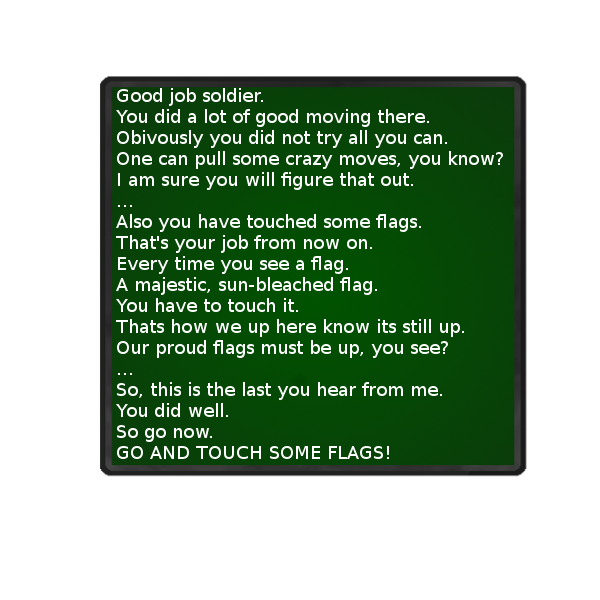 Good job soldier.
You did a lot of good moving there.
Obivously you did not try all you can.
One can pull some crazy moves, you know?
I am sure you will figure that out.
...
Also you have touched some flags.
That's your job from now on.
Every time you see a flag.
A majestic, sun-bleached flag.
You have to touch it.
Thats how we up here know its still up.
Our proud flags must be up, you see?
...
So, this is the last you hear from me.
You did well.
So go now.
GO AND TOUCH SOME FLAGS!